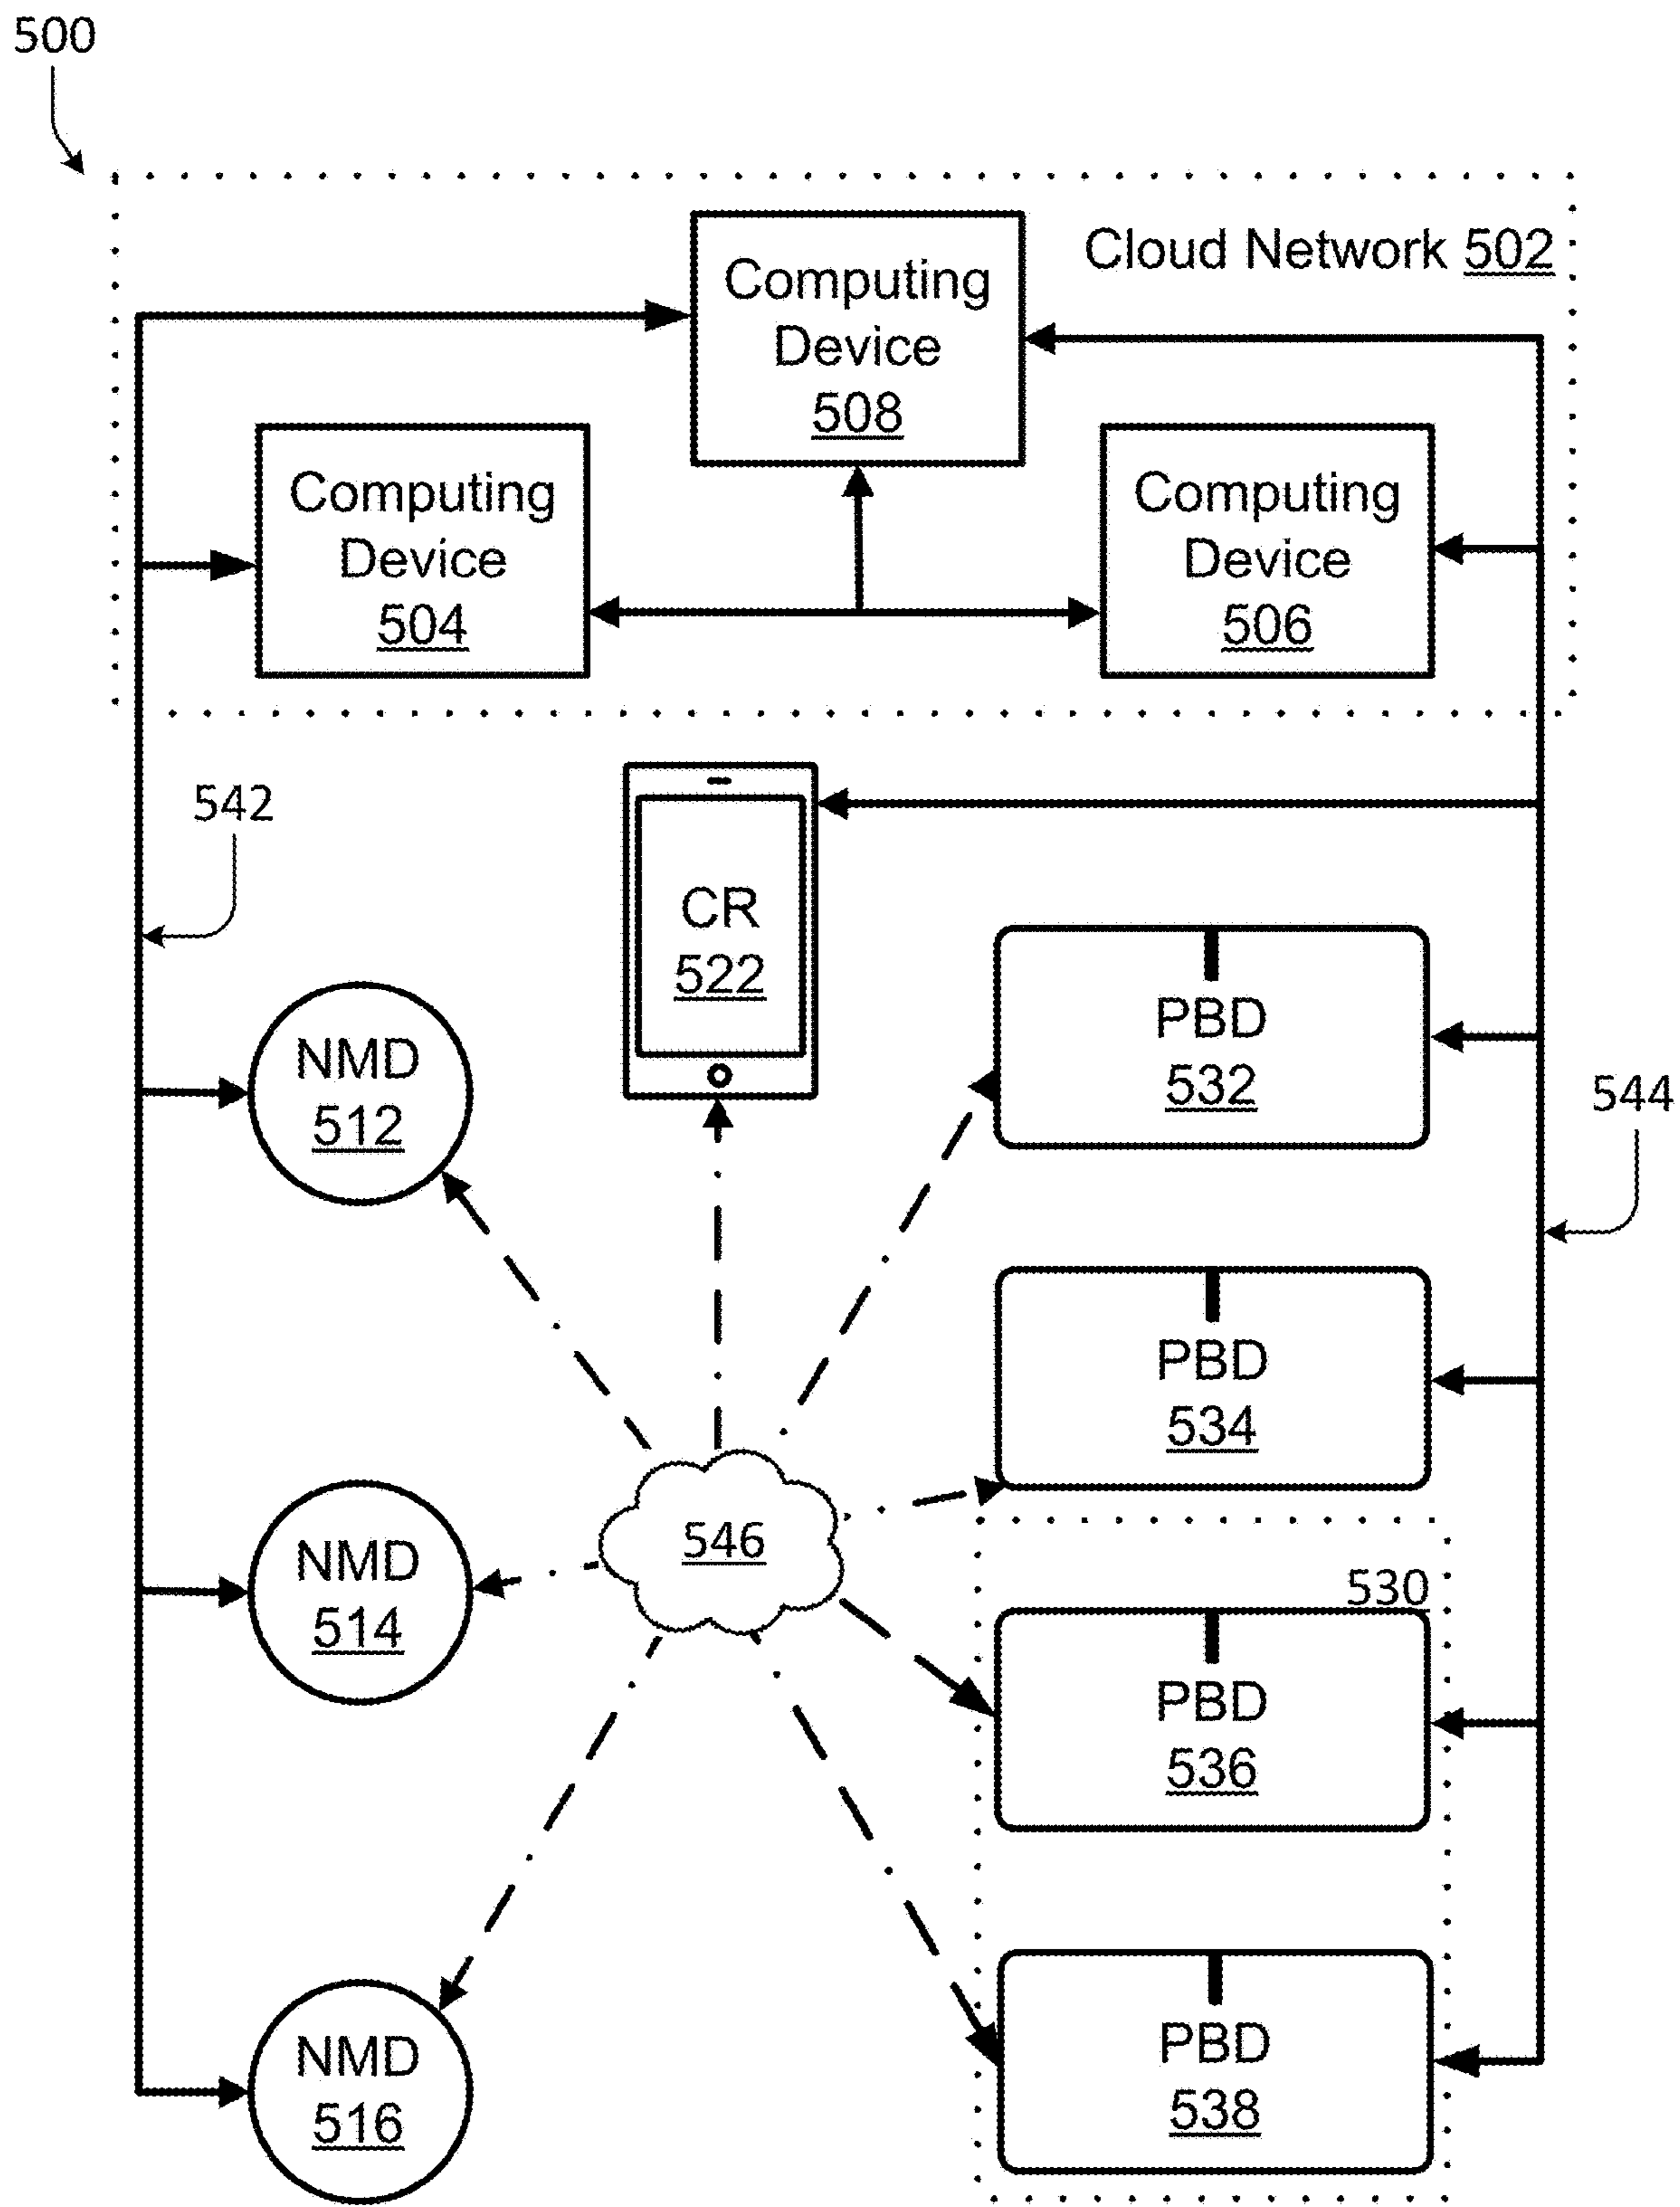 500
Cloud Network 502
Computing
Device
508
Computing
Device
504
Computing
Device
506
542
CR
522
NMD
512
PBD
532
544
PBD
534
NMD
514
546
530
PBD
536
NMD
516
PBD
538